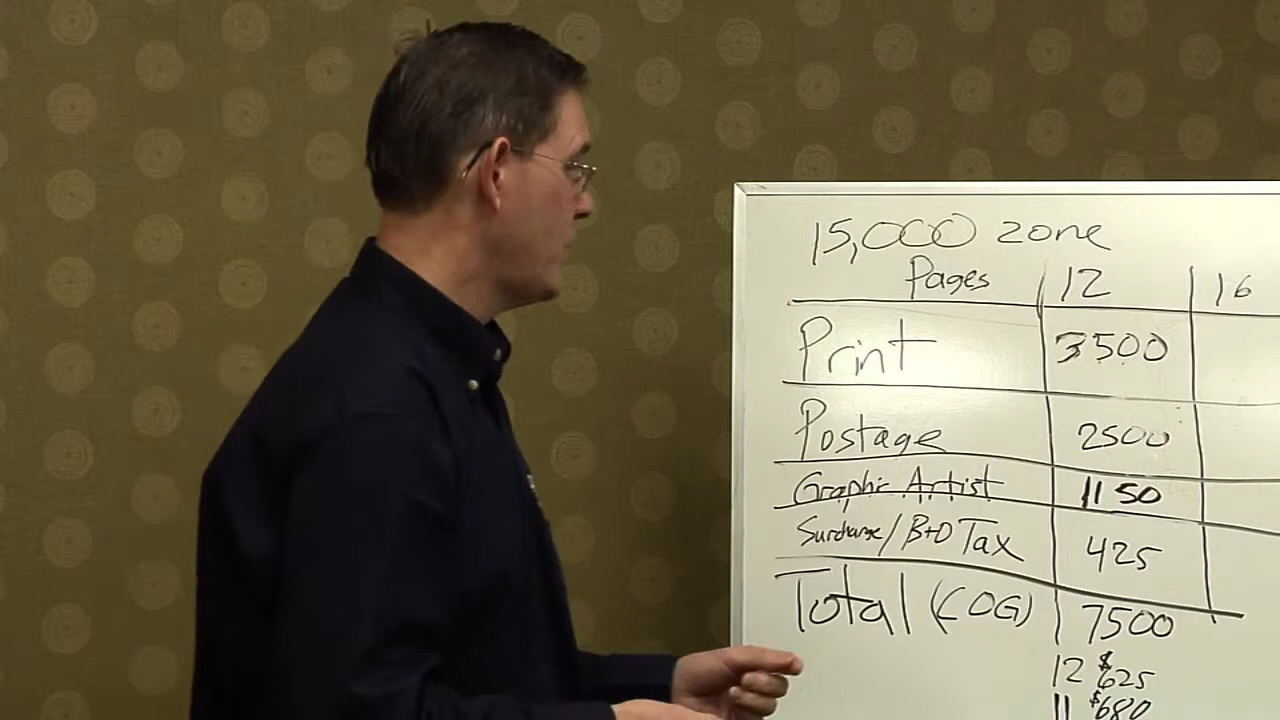 15,000 zone
Pages 12 16
Print 3500
Postage 2500
Graphic Artist 1150
Surcharge/B+O Tax 425
Total (COG) 7500
12 $625
11 $680